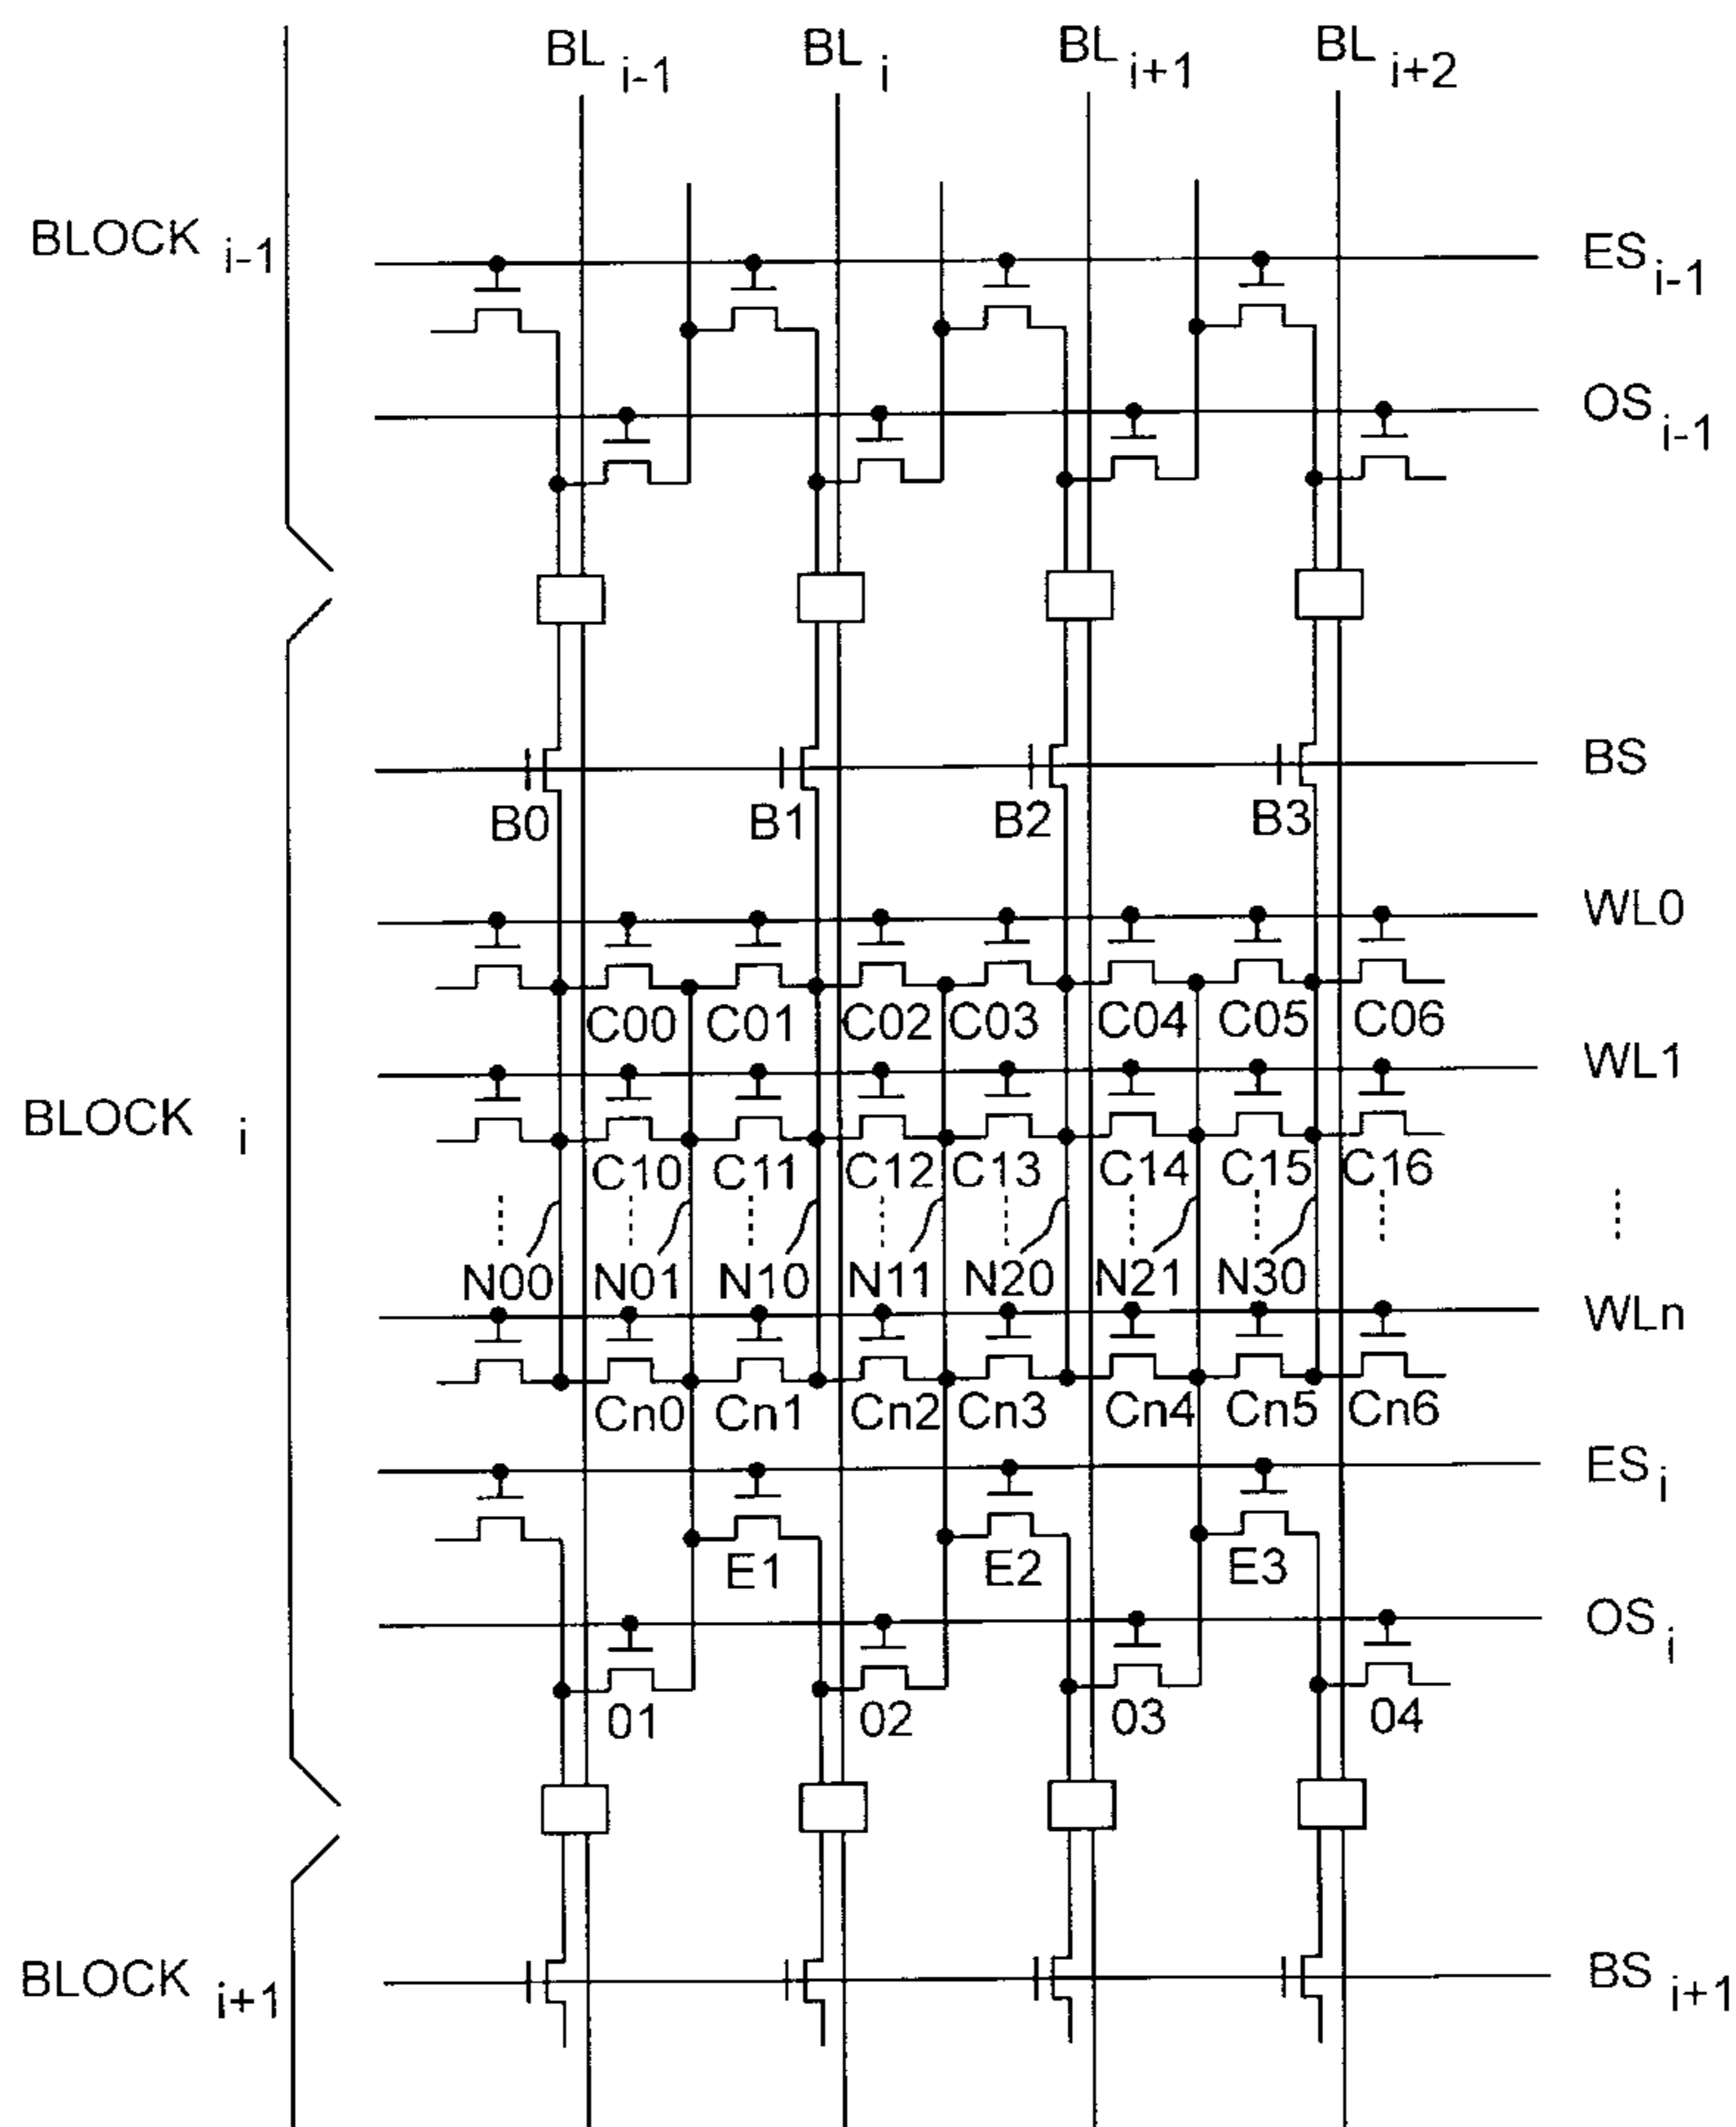 BL i-1 BL i BL i+1 BL i+2
BLOCK i-1
ES i-1
OS i-1
BS
B0 B1 B2 B3
WL0
C00 C01 C02 C03 C04 C05 C06
WL1
BLOCK i
C10 C11 C12 C13 C14 C15 C16
N00 N01 N10 N11 N20 N21 N30
WLn
Cn0 Cn1 Cn2 Cn3 Cn4 Cn5 Cn6
ES i
E1 E2 E3
OS i
01 02 03 04
BLOCK i+1
BS i+1